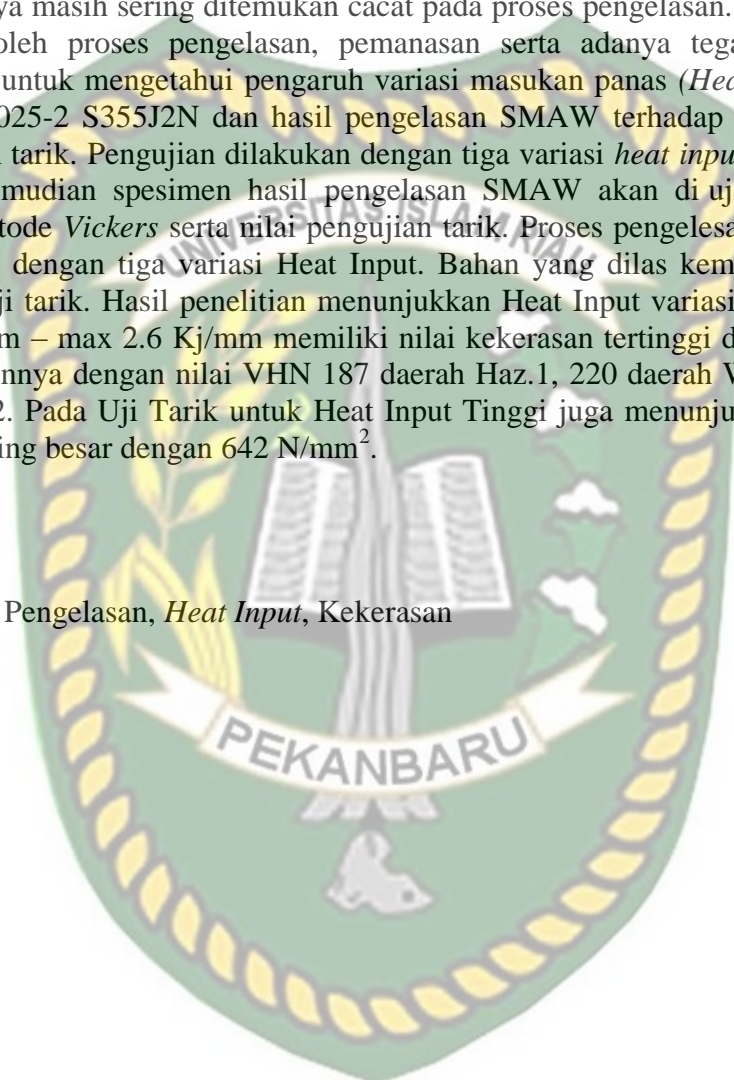 ya masih sering ditemukan cacat pada proses pengelasan.
oleh proses pengelasan, pemanasan serta adanya tega
untuk mengetahui pengaruh variasi masukan panas (Hea
025-2 S355J2N dan hasil pengelasan SMAW terhadap
tarik. Pengujian dilakukan dengan tiga variasi heat input
mudian spesimen hasil pengelasan SMAW akan di uj
tode Vickers serta nilai pengujian tarik. Proses pengelesa
dengan tiga variasi Heat Input. Bahan yang dilas kem
ji tarik. Hasil penelitian menunjukkan Heat Input variasi
m – max 2.6 Kj/mm memiliki nilai kekerasan tertinggi d
nnya dengan nilai VHN 187 daerah Haz.1, 220 daerah W
2. Pada Uji Tarik untuk Heat Input Tinggi juga menunju
ing besar dengan 642 N/mm².
Pengelasan, Heat Input, Kekerasan
UNIVERSITAS ISLAM RIAU
PEKANBARU